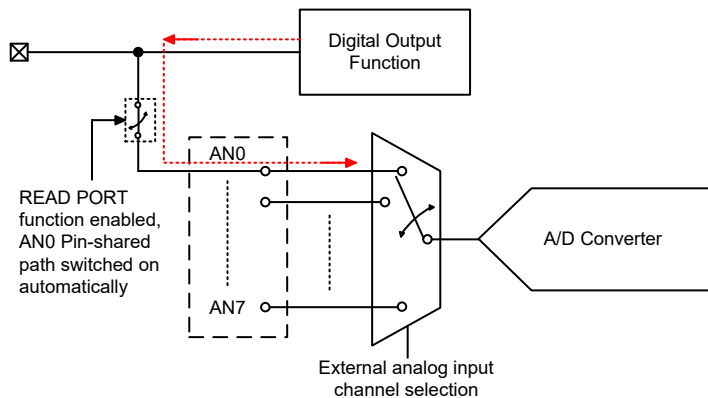 Digital Output
Function
AN0
READ PORT
function enabled,
AN0 Pin-shared
path switched on
automatically
A/D Converter
AN7
External analog input
channel selection